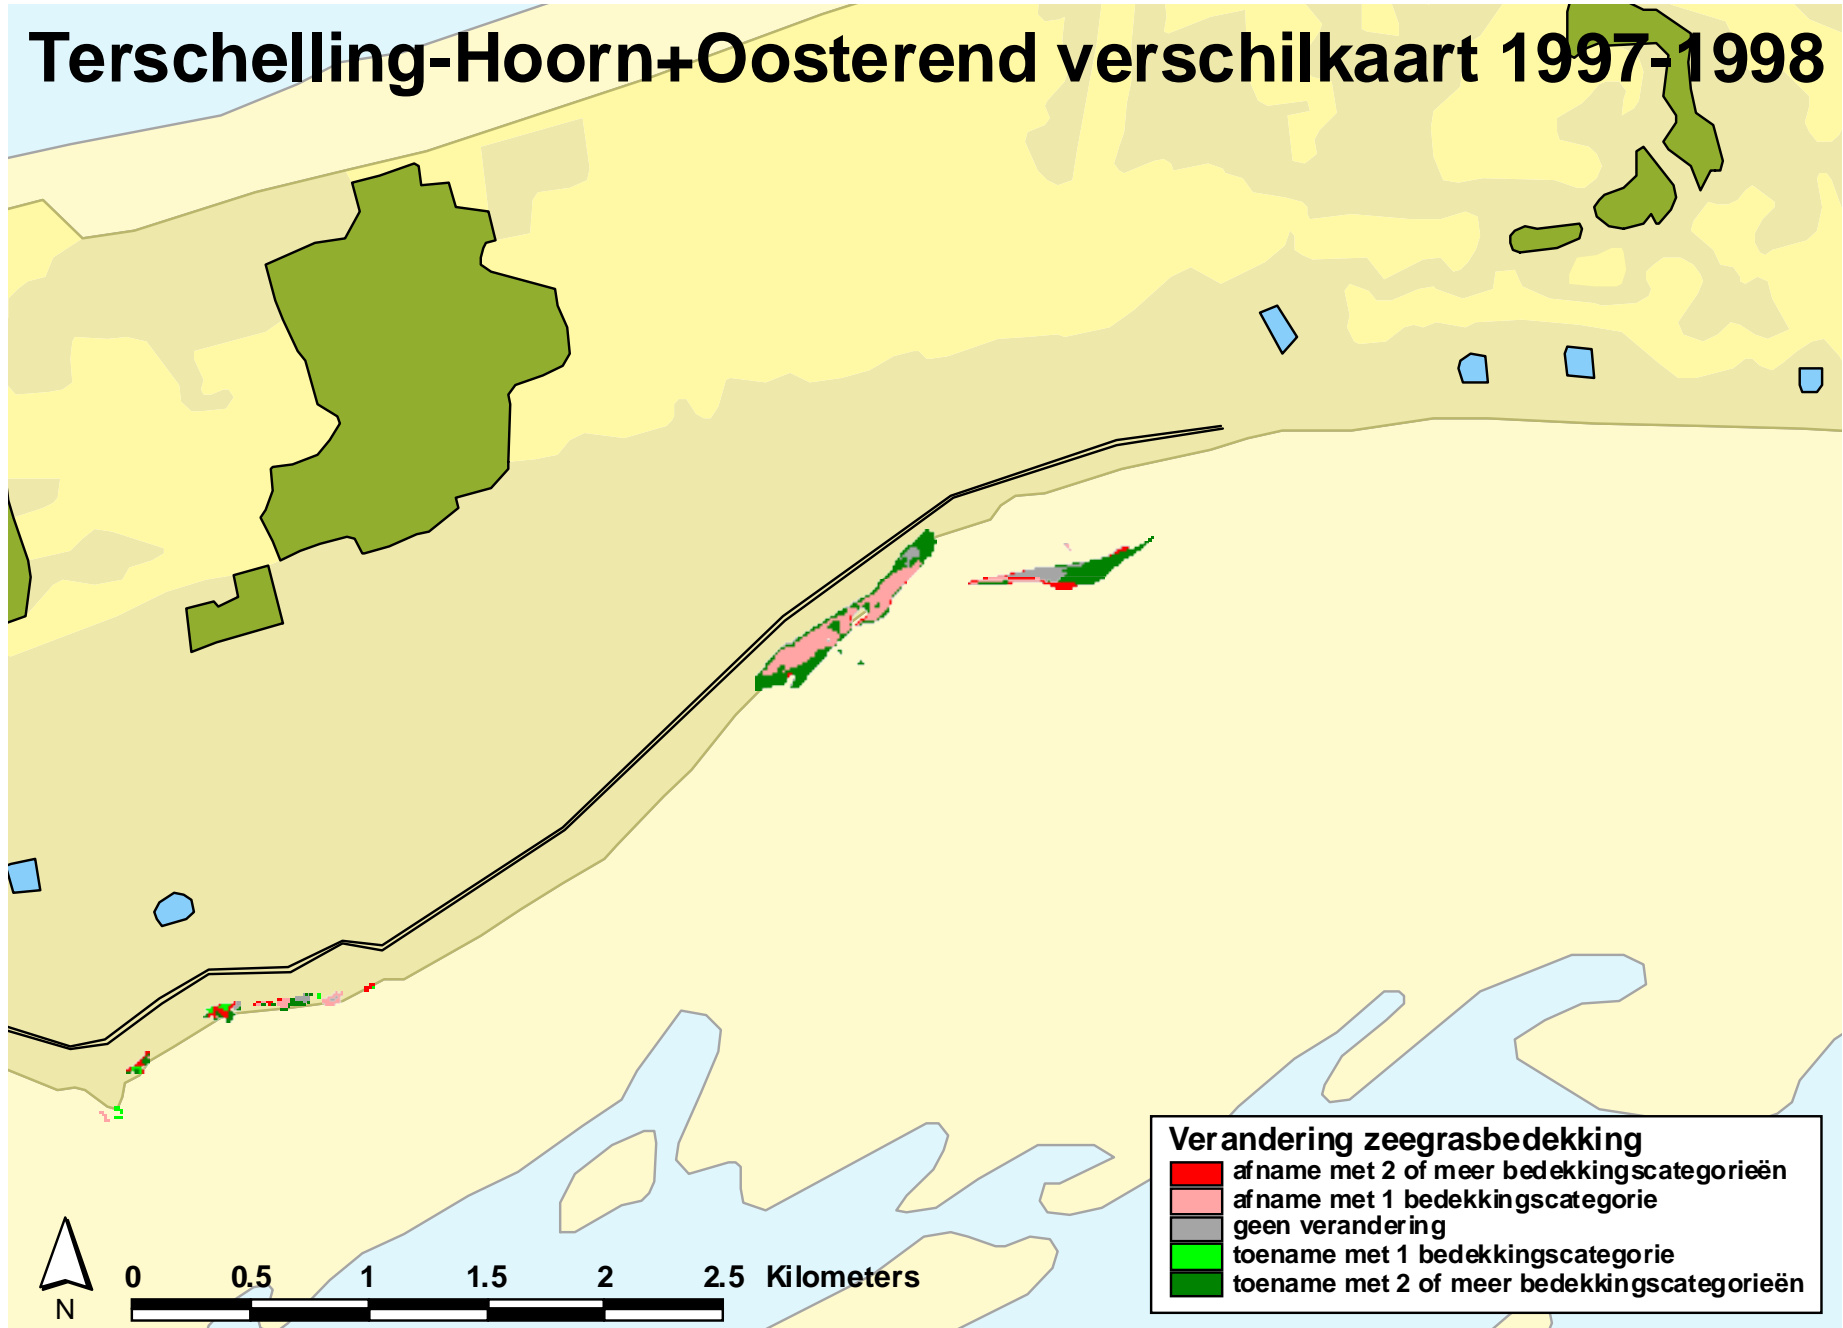 Terschelling-Hoorn+Oosterend verschilkaart 1997-1998
Verandering zeegrasbedekking
afname met 2 of meer bedekkingscategorieën
afname met 1 bedekkingscategorie
geen verandering
toename met 1 bedekkingscategorie
toename met 2 of meer bedekkingscategorieën
0 0.5 1 1.5 2 2.5 Kilometers
N